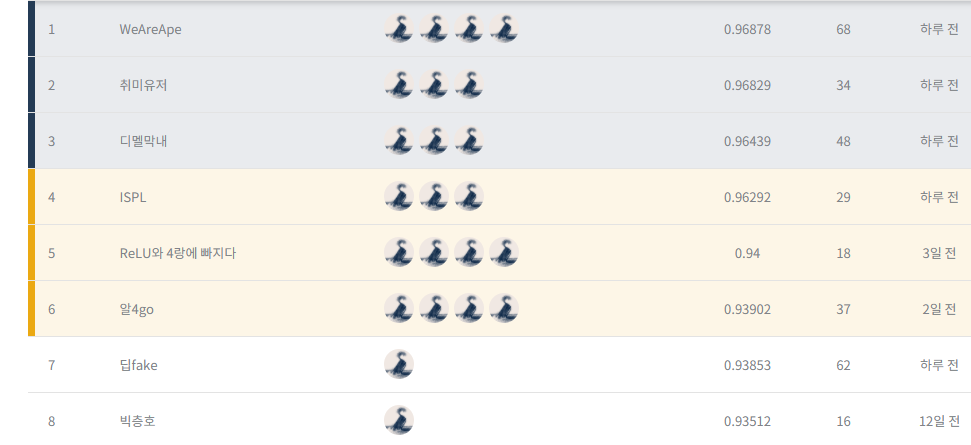 1 WeAreApe 0.96878 68 하루 전
2 취미유저 0.96829 34 하루 전
3 디멜막내 0.96439 48 하루 전
4 ISPL 0.96292 29 하루 전
5 ReLU와 4랑에 빠지다 0.94 18 3일 전
6 알4go 0.93902 37 2일 전
7 딥fake 0.93853 62 하루 전
8 빅층호 0.93512 16 12일 전